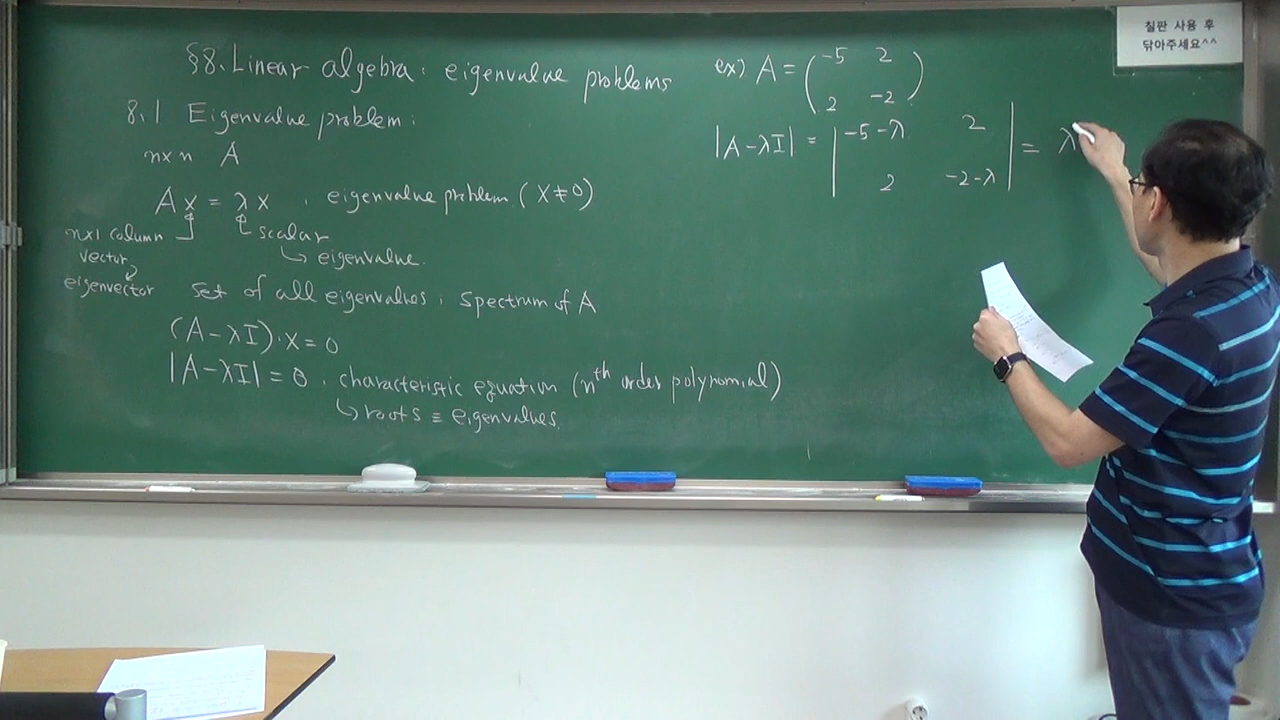 §8. Linear algebra: eigenvalue problems
8.1 Eigenvalue problem:
n×n A
Ax = λx : eigenvalue problem (x≠0)
n×1 column vector
eigenvector
scalar
↳ eigenvalue.
set of all eigenvalues: spectrum of A
(A-λI)·x=0
|A-λI|=0 : characteristic equation (nth order polynomial)
↳ roots ≡ eigenvalues.
ex) A = ( -5 2
2 -2 )
|A-λI| = | -5-λ 2
2 -2-λ | = λ
칠판 사용 후
닦아주세요^^